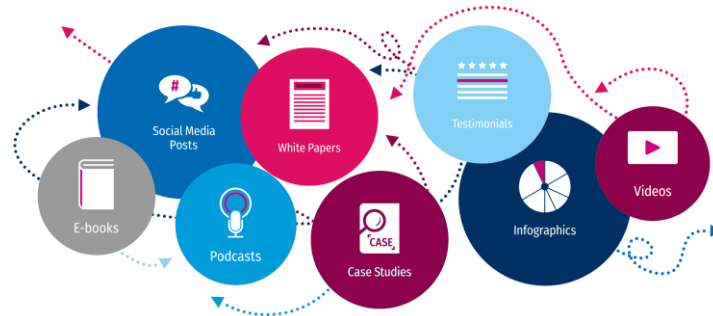 #
Social Media
Posts
White Papers
Testimonials
E-books
Podcasts
CASE
Case Studies
Infographics
Videos